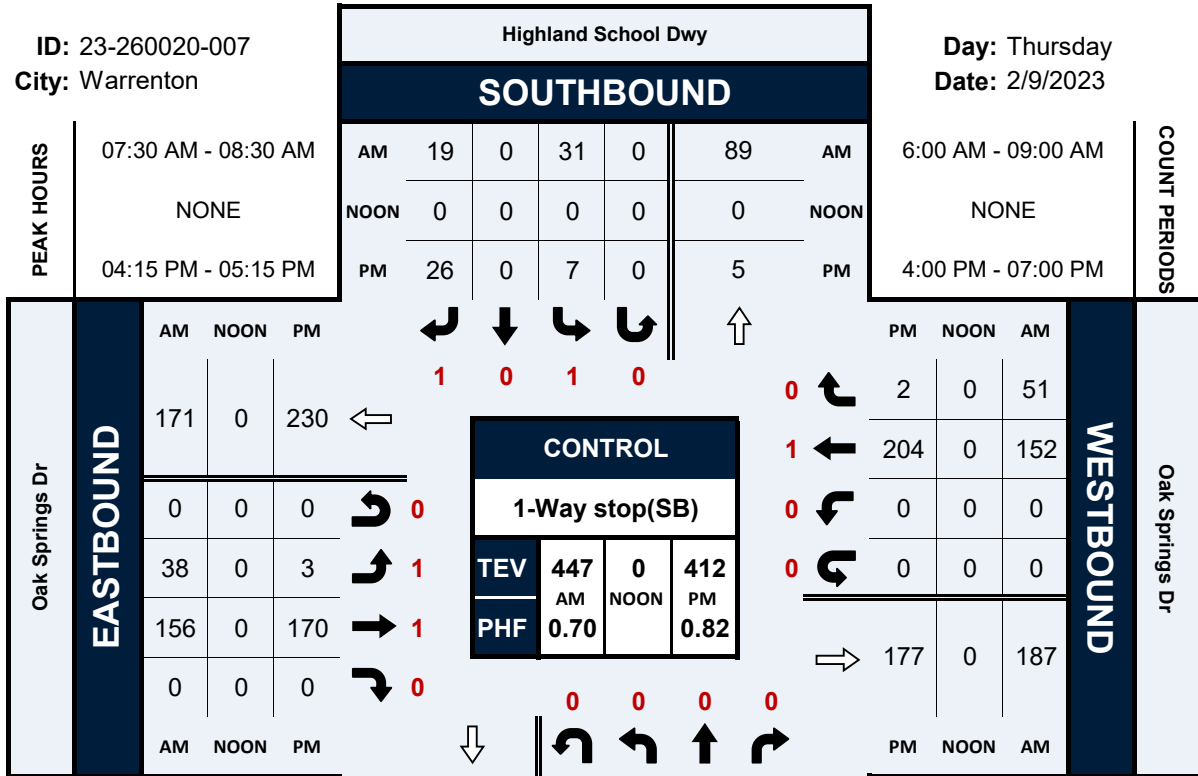 Highland School Dwy
ID: 23-260020-007
Day: Thursday
City: Warrenton
Date: 2/9/2023
SOUTHBOUND
PEAK HOURS
07:30 AM - 08:30 AM
NONE
04:15 PM - 05:15 PM
AM 19 0 31 0 89 AM
NOON 0 0 0 0 0 NOON
PM 26 0 7 0 5 PM
6:00 AM - 09:00 AM
NONE
4:00 PM - 07:00 PM
COUNT PERIODS
1 0 1 0
Oak Springs Dr
EASTBOUND
AM NOON PM
171 0 230
0 0 0 0
38 0 3 1
156 0 170 1
0 0 0 0
AM NOON PM
CONTROL
1-Way stop(SB)
TEV 447 0 412
AM NOON PM
PHF 0.70 0.82
PM NOON AM
0 2 0 51
1 204 0 152
0 0 0 0
0 0 0 0
177 0 187
PM NOON AM
WESTBOUND
Oak Springs Dr
0 0 0 0